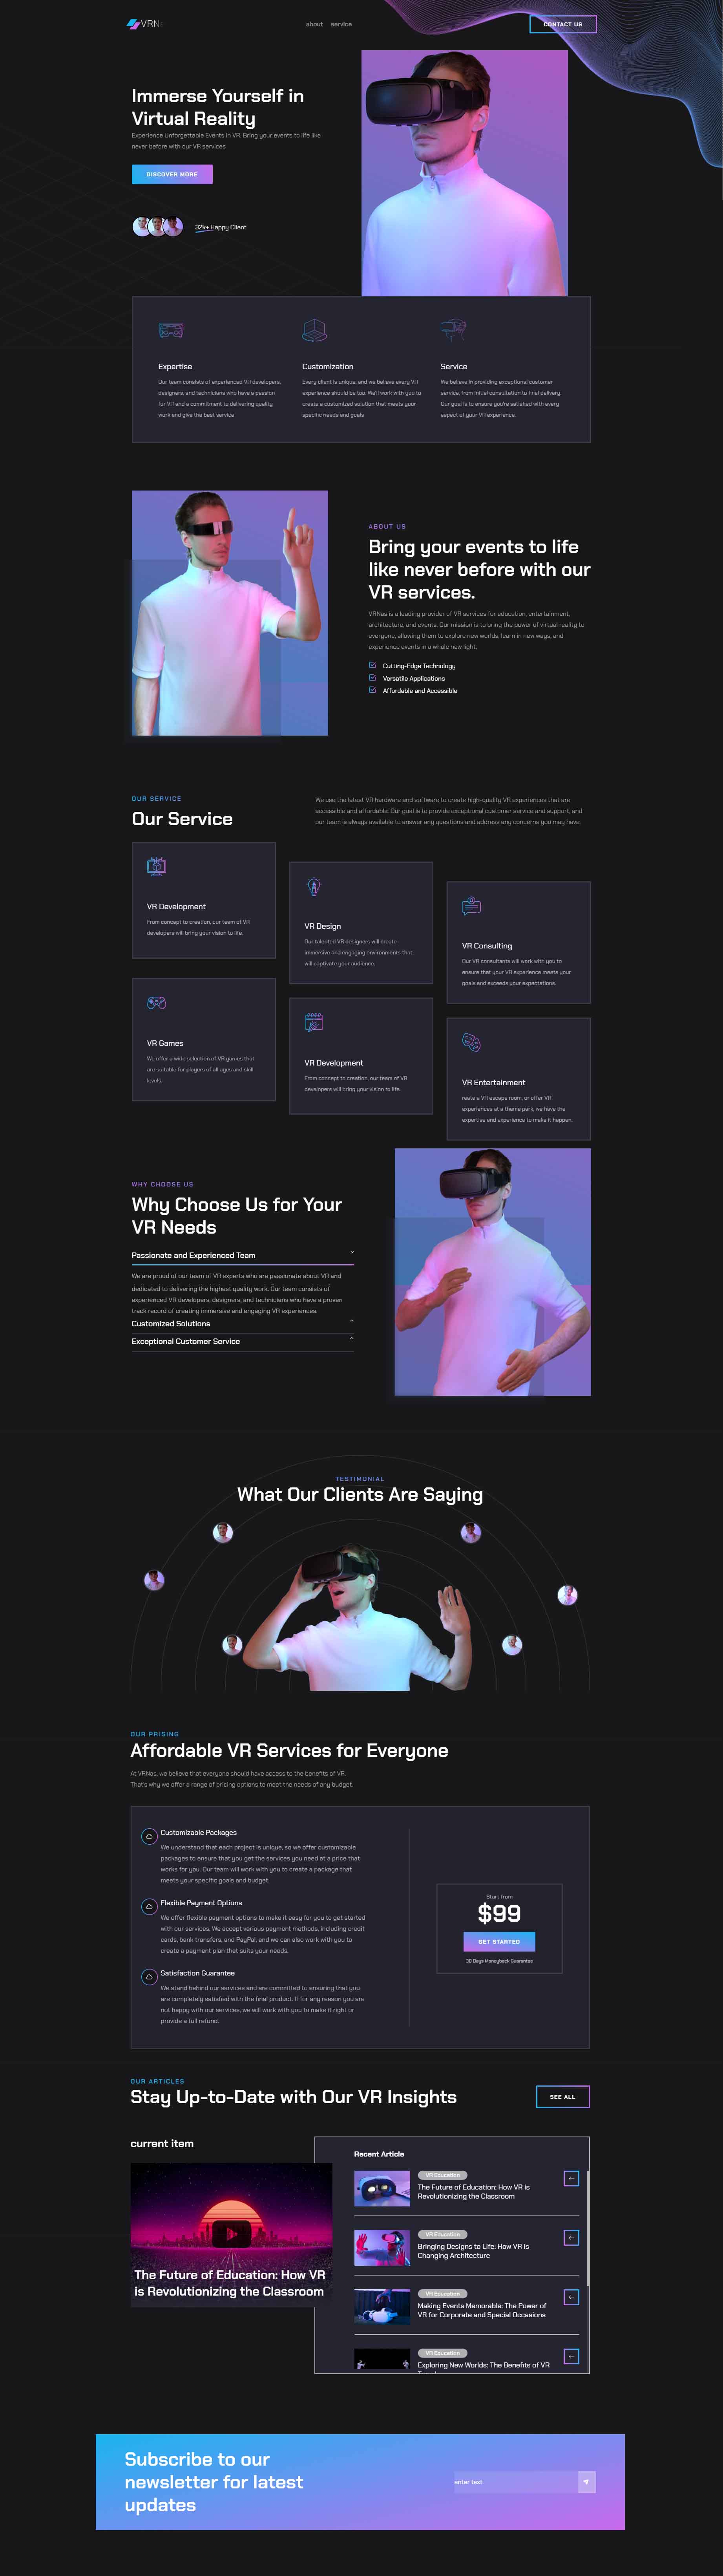 VRNa
about
service
CONTACT US
Immerse Yourself in
Virtual Reality
Experience Unforgettable Events in VR. Bring your events to life like
never before with our VR services
DISCOVER MORE
32k+ Happy Client
Expertise
Our team consists of experienced VR developers,
designers, and technicians who have a passion
for VR and a commitment to delivering quality
work and give the best service
Customization
Every client is unique, and we believe every VR
experience should be too. We'll work with you to
create a customized solution that meets your
specific needs and goals
Service
We believe in providing exceptional customer
service, from initial consultation to final delivery.
Our goal is to ensure you're satisfied with every
aspect of your VR experience.
ABOUT US
Bring your events to life
like never before with our
VR services.
VRNas is a leading provider of VR services for education, entertainment,
architecture, and events. Our mission is to bring the power of virtual reality to
everyone, allowing them to explore new worlds, learn in new ways, and
experience events in a whole new light.
Cutting-Edge Technology
Versatile Applications
Affordable and Accessible
OUR SERVICE
Our Service
We use the latest VR hardware and software to create high-quality VR experiences that are
accessible and affordable. Our goal is to provide exceptional customer service and support, and
our team is always available to answer any questions and address any concerns you may have.
VR Development
From concept to creation, our team of VR
developers will bring your vision to life.
VR Design
Our talented VR designers will create
immersive and engaging environments that
will captivate your audience.
VR Consulting
Our VR consultants will work with you to
ensure that your VR experience meets your
goals and exceeds your expectations.
VR Games
We offer a wide selection of VR games that
are suitable for players of all ages and skill
levels.
VR Development
From concept to creation, our team of VR
developers will bring your vision to life.
VR Entertainment
reate a VR escape room, or offer VR
experiences at a theme park, we have the
expertise and experience to make it happen.
WHY CHOOSE US
Why Choose Us for Your
VR Needs
Passionate and Experienced Team
We are proud of our team of VR experts who are passionate about VR and
dedicated to delivering the highest quality work. Our team consists of
experienced VR developers, designers, and technicians who have a proven
track record of creating immersive and engaging VR experiences.
Customized Solutions
Exceptional Customer Service
TESTIMONIAL
What Our Clients Are Saying
OUR PRISING
Affordable VR Services for Everyone
At VRNas, we believe that everyone should have access to the benefits of VR.
That's why we offer a range of pricing options to meet the needs of any budget.
Customizable Packages
We understand that each project is unique, so we offer customizable
packages to ensure that you get the services you need at a price that
works for you. Our team will work with you to create a package that
meets your specific goals and budget.
Flexible Payment Options
We offer flexible payment options to make it easy for you to get started
with our services. We accept various payment methods, including credit
cards, bank transfers, and PayPal, and we can also work with you to
create a payment plan that suits your needs.
Satisfaction Guarantee
We stand behind our services and are committed to ensuring that you
are completely satisfied with the final product. If for any reason you are
not happy with our services, we will work with you to make it right or
provide a full refund.
Start from
$99
GET STARTED
30 Days Moneyback Guarantee
OUR ARTICLES
Stay Up-to-Date with Our VR Insights
SEE ALL
current item
The Future of Education: How VR
is Revolutionizing the Classroom
Recent Article
VR Education
The Future of Education: How VR is
Revolutionizing the Classroom
VR Education
Bringing Designs to Life: How VR is
Changing Architecture
VR Education
Making Events Memorable: The Power of
VR for Corporate and Special Occasions
VR Education
Exploring New Worlds: The Benefits of VR
Subscribe to our
newsletter for latest
updates
enter text